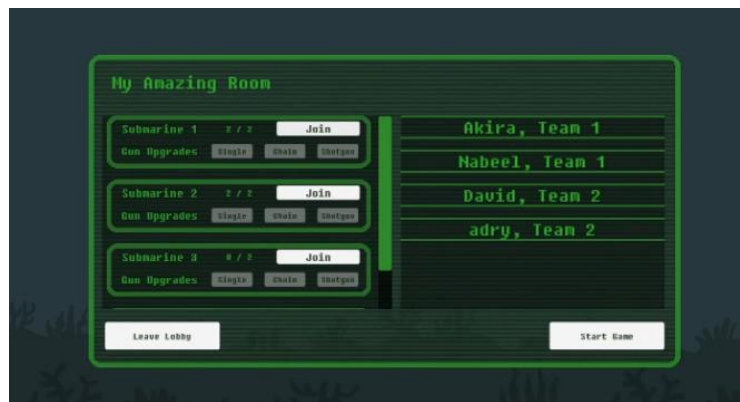 My Amazing Room
Submarine 1 2 / 2 Join
Gun Upgrades Single Chain Shotgun
Submarine 2 2 / 2 Join
Gun Upgrades Single Chain Shotgun
Submarine 3 0 / 2 Join
Gun Upgrades Single Chain Shotgun
Akira, Team 1
Nabeel, Team 1
David, Team 2
adry, Team 2
Leave Lobby
Start Game